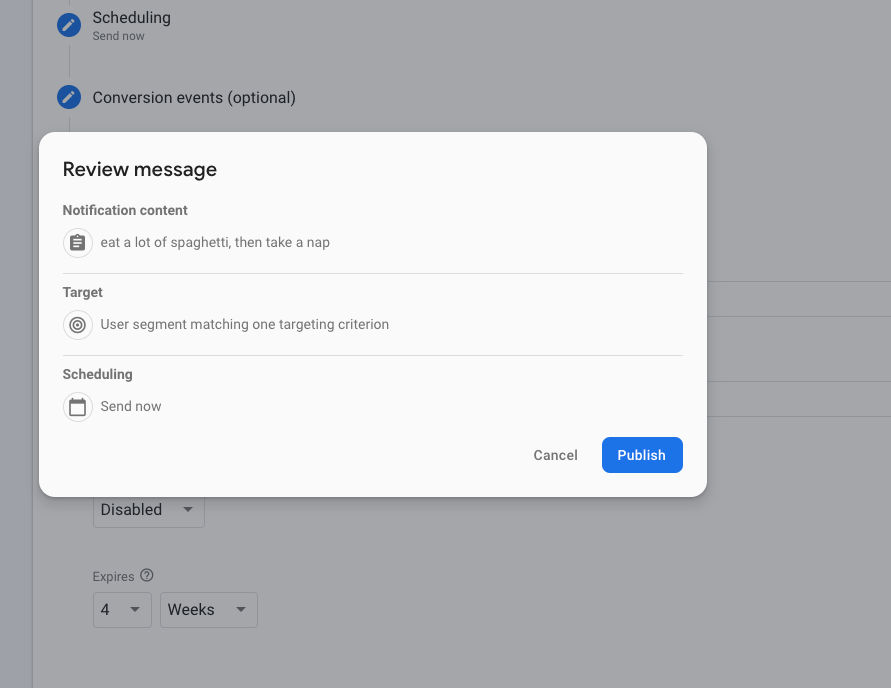 Scheduling
Send now
Conversion events (optional)
Review message
Notification content
eat a lot of spaghetti, then take a nap
Target
User segment matching one targeting criterion
Scheduling
Send now
Cancel Publish
Disabled
Expires
4 Weeks